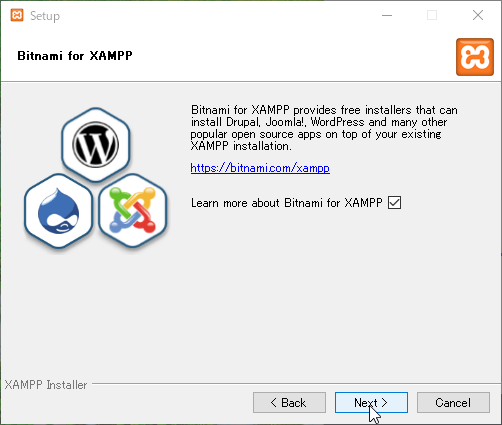 Setup
Bitnami for XAMPP
Bitnami for XAMPP provides free installers that can
install Drupal, Joomla!, WordPress and many other
popular open source apps on top of your existing
XAMPP installation.
https://bitnami.com/xampp
Learn more about Bitnami for XAMPP
XAMPP Installer
< Back
Next >
Cancel